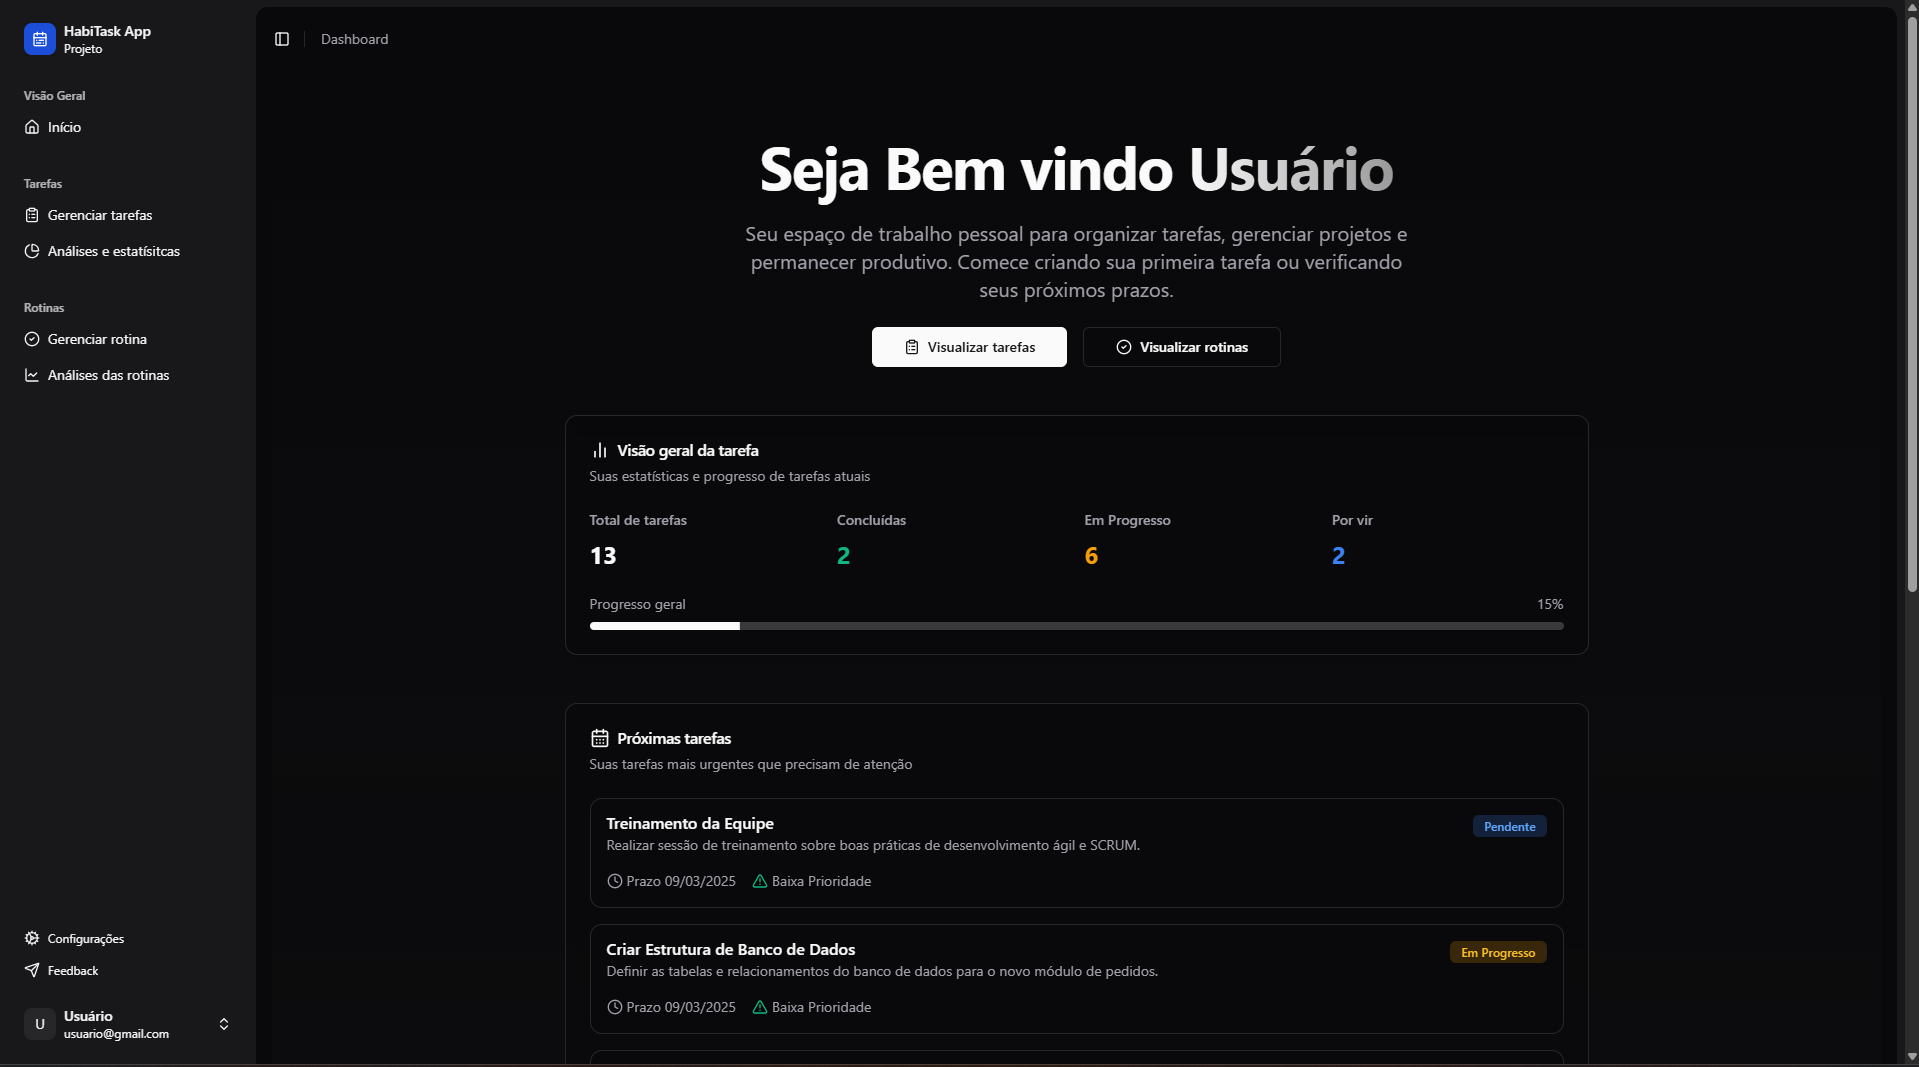 HabiTask App
Projeto
Visão Geral
Início
Tarefas
Gerenciar tarefas
Análises e estatísitcas
Rotinas
Gerenciar rotina
Análises das rotinas
Configurações
Feedback
U
Usuário
usuario@gmail.com
Dashboard
Seja Bem vindo Usuário
Seu espaço de trabalho pessoal para organizar tarefas, gerenciar projetos e
permanecer produtivo. Comece criando sua primeira tarefa ou verificando
seus próximos prazos.
Visualizar tarefas
Visualizar rotinas
Visão geral da tarefa
Suas estatísticas e progresso de tarefas atuais
Total de tarefas
13
Concluídas
2
Em Progresso
6
Por vir
2
Progresso geral
15%
Próximas tarefas
Suas tarefas mais urgentes que precisam de atenção
Treinamento da Equipe
Pendente
Realizar sessão de treinamento sobre boas práticas de desenvolvimento ágil e SCRUM.
Prazo 09/03/2025
Baixa Prioridade
Criar Estrutura de Banco de Dados
Em Progresso
Definir as tabelas e relacionamentos do banco de dados para o novo módulo de pedidos.
Prazo 09/03/2025
Baixa Prioridade